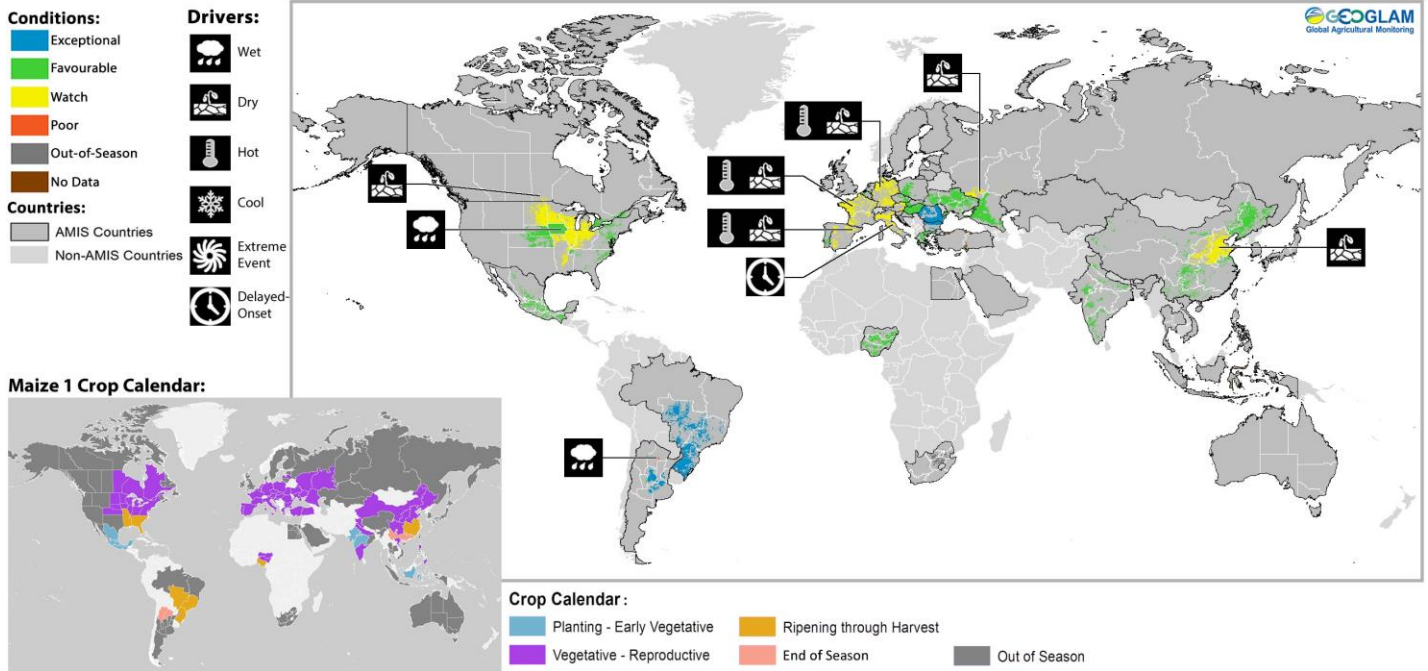 Conditions:
Exceptional
Favourable
Watch
Poor
Out-of-Season
No Data
Countries:
AMIS Countries
Non-AMIS Countries
Drivers:
Wet
Dry
Hot
Cool
Extreme
Event
Delayed-
Onset
GEOGLAM
Global Agricultural Monitoring
Maize 1 Crop Calendar:
Crop Calendar :
Planting - Early Vegetative
Vegetative - Reproductive
Ripening through Harvest
End of Season
Out of Season